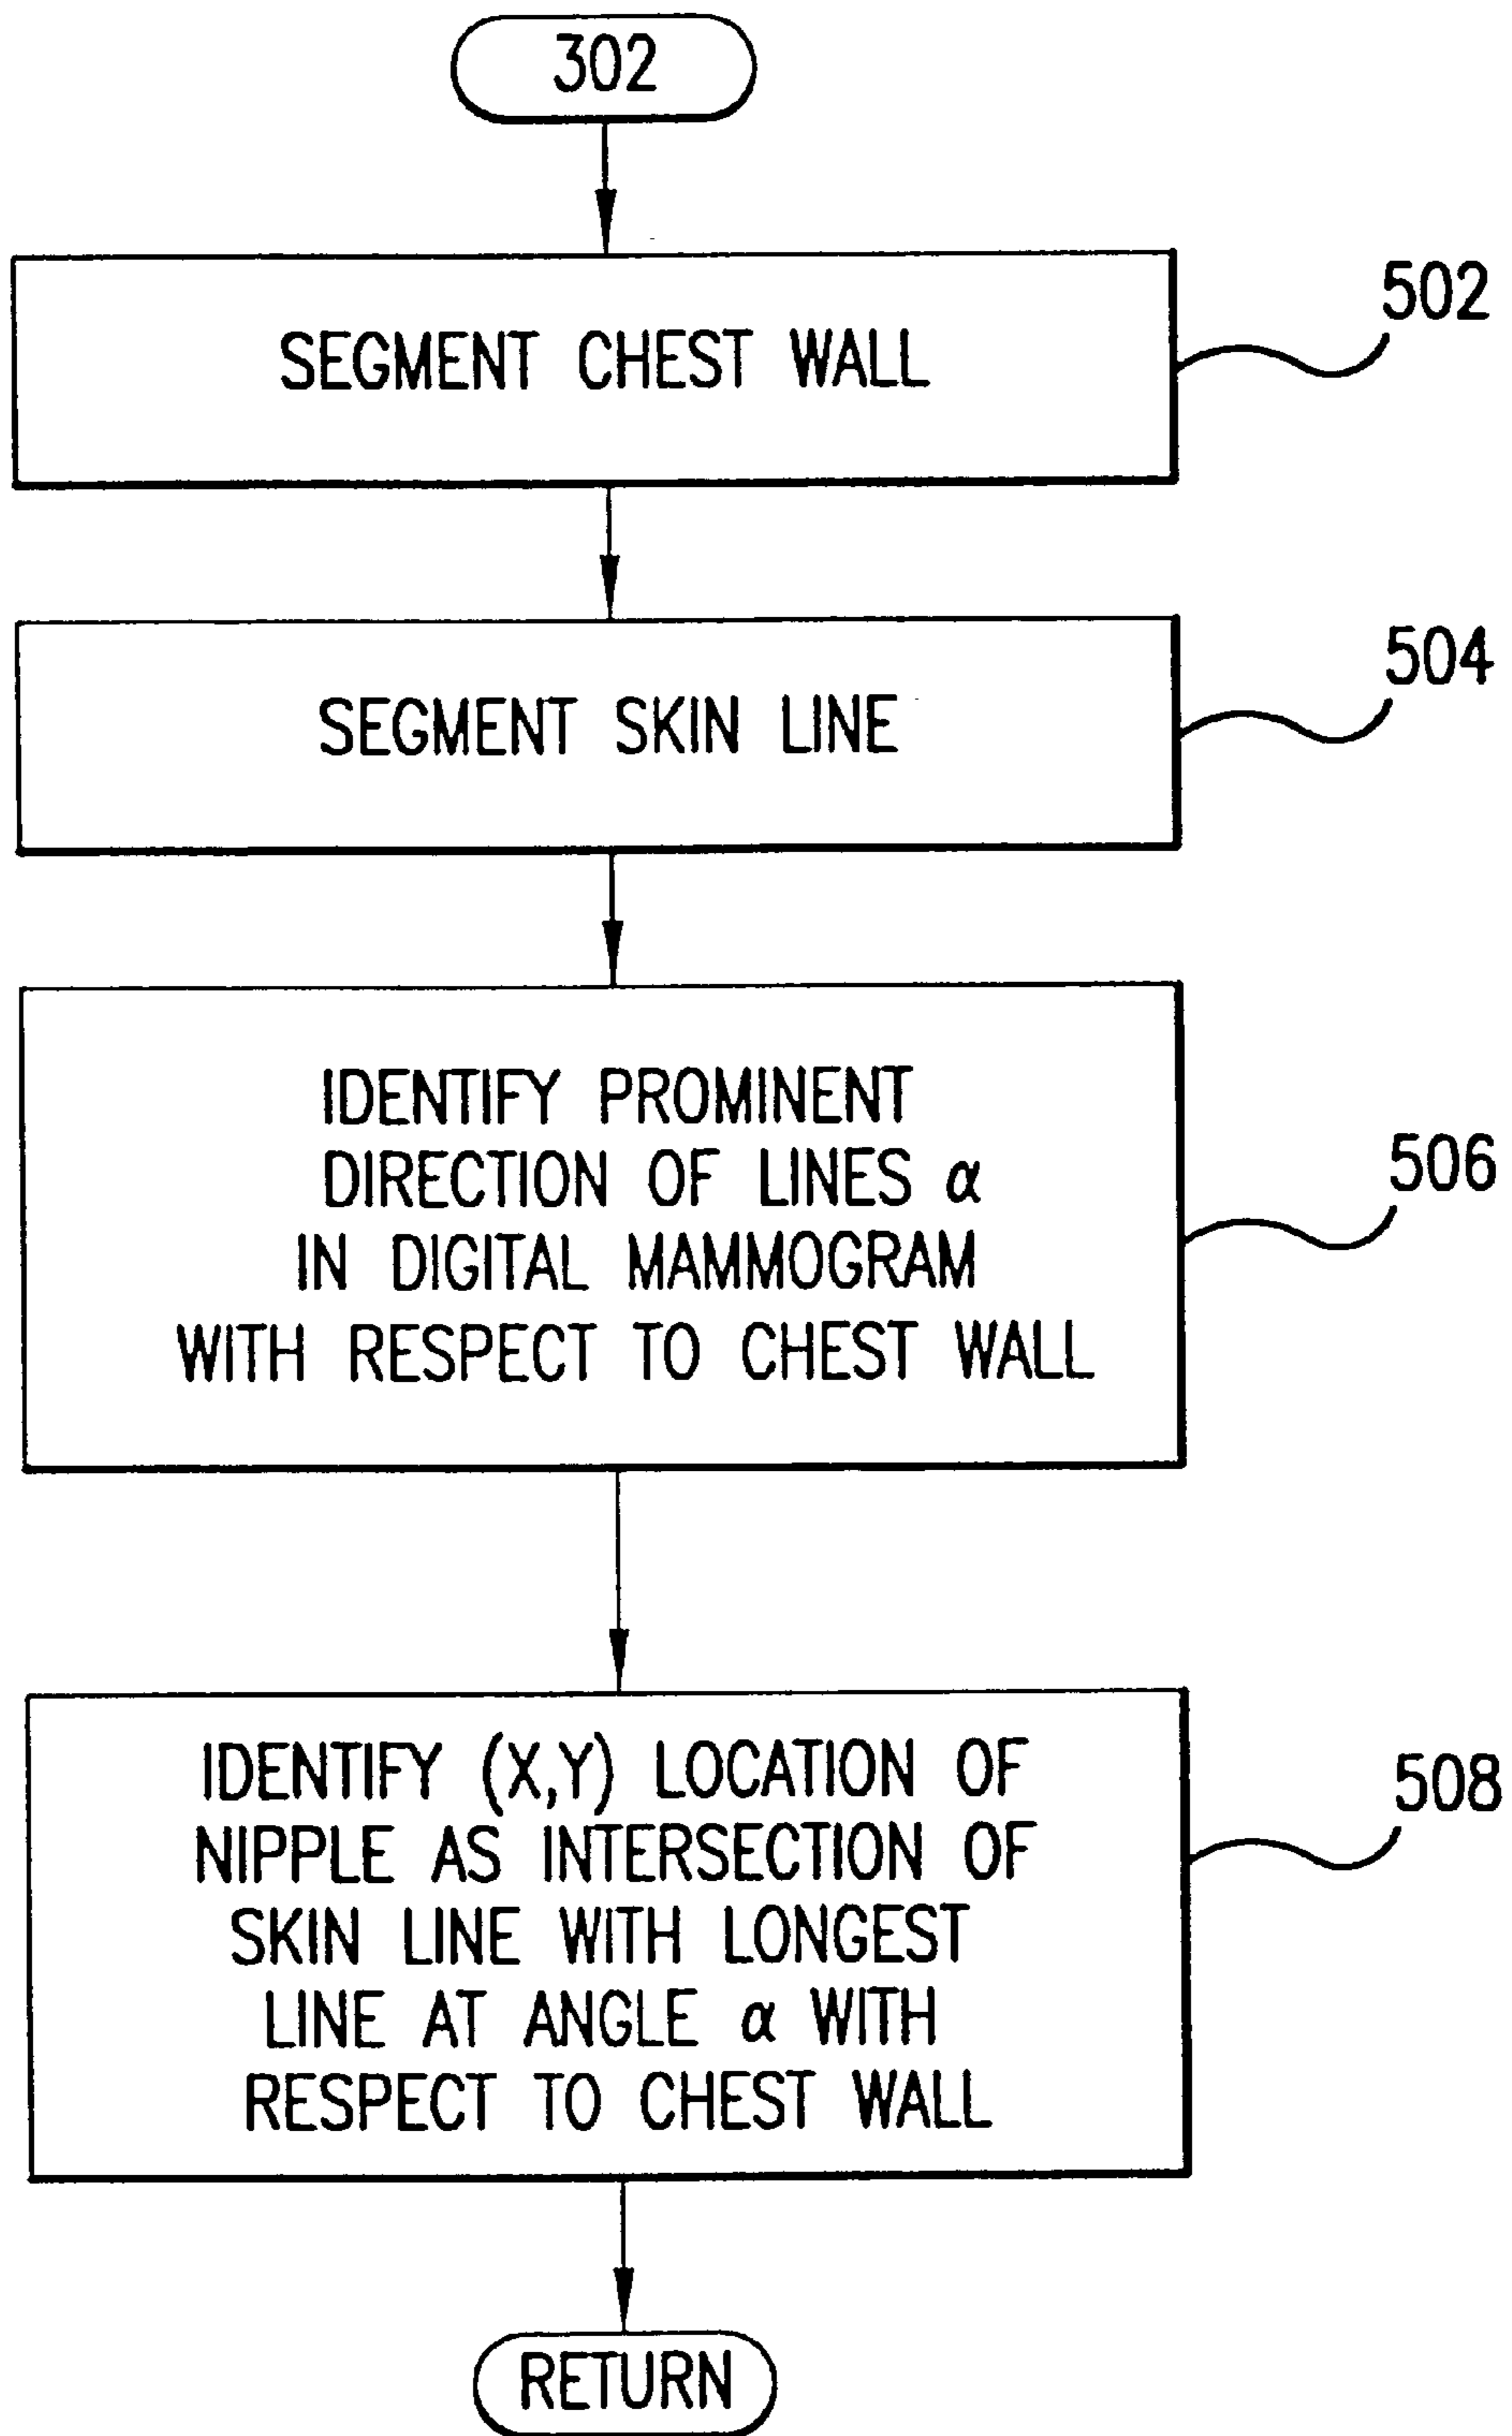 302
SEGMENT CHEST WALL
502
SEGMENT SKIN LINE
504
IDENTIFY PROMINENT
DIRECTION OF LINES α
IN DIGITAL MAMMOGRAM
WITH RESPECT TO CHEST WALL
506
IDENTIFY (X,Y) LOCATION OF
NIPPLE AS INTERSECTION OF
SKIN LINE WITH LONGEST
LINE AT ANGLE α WITH
RESPECT TO CHEST WALL
508
RETURN